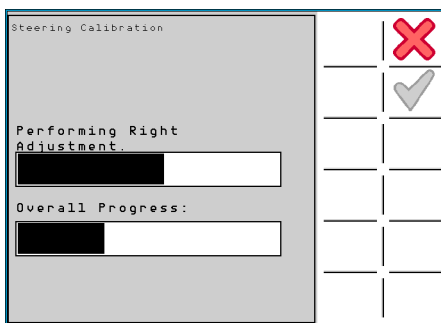 Steering Calibration
Performing Right
Adjustment.
Overall Progress: